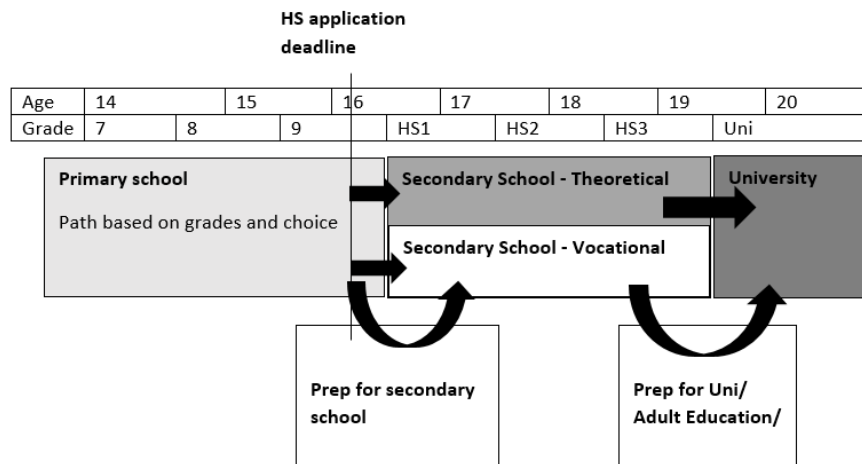 HS application
deadline
Age 14 15 16 17 18 19 20
Grade 7 8 9 HS1 HS2 HS3 Uni
Primary school
Path based on grades and choice
Secondary School - Theoretical
University
Secondary School - Vocational
Prep for secondary
school
Prep for Uni/
Adult Education/